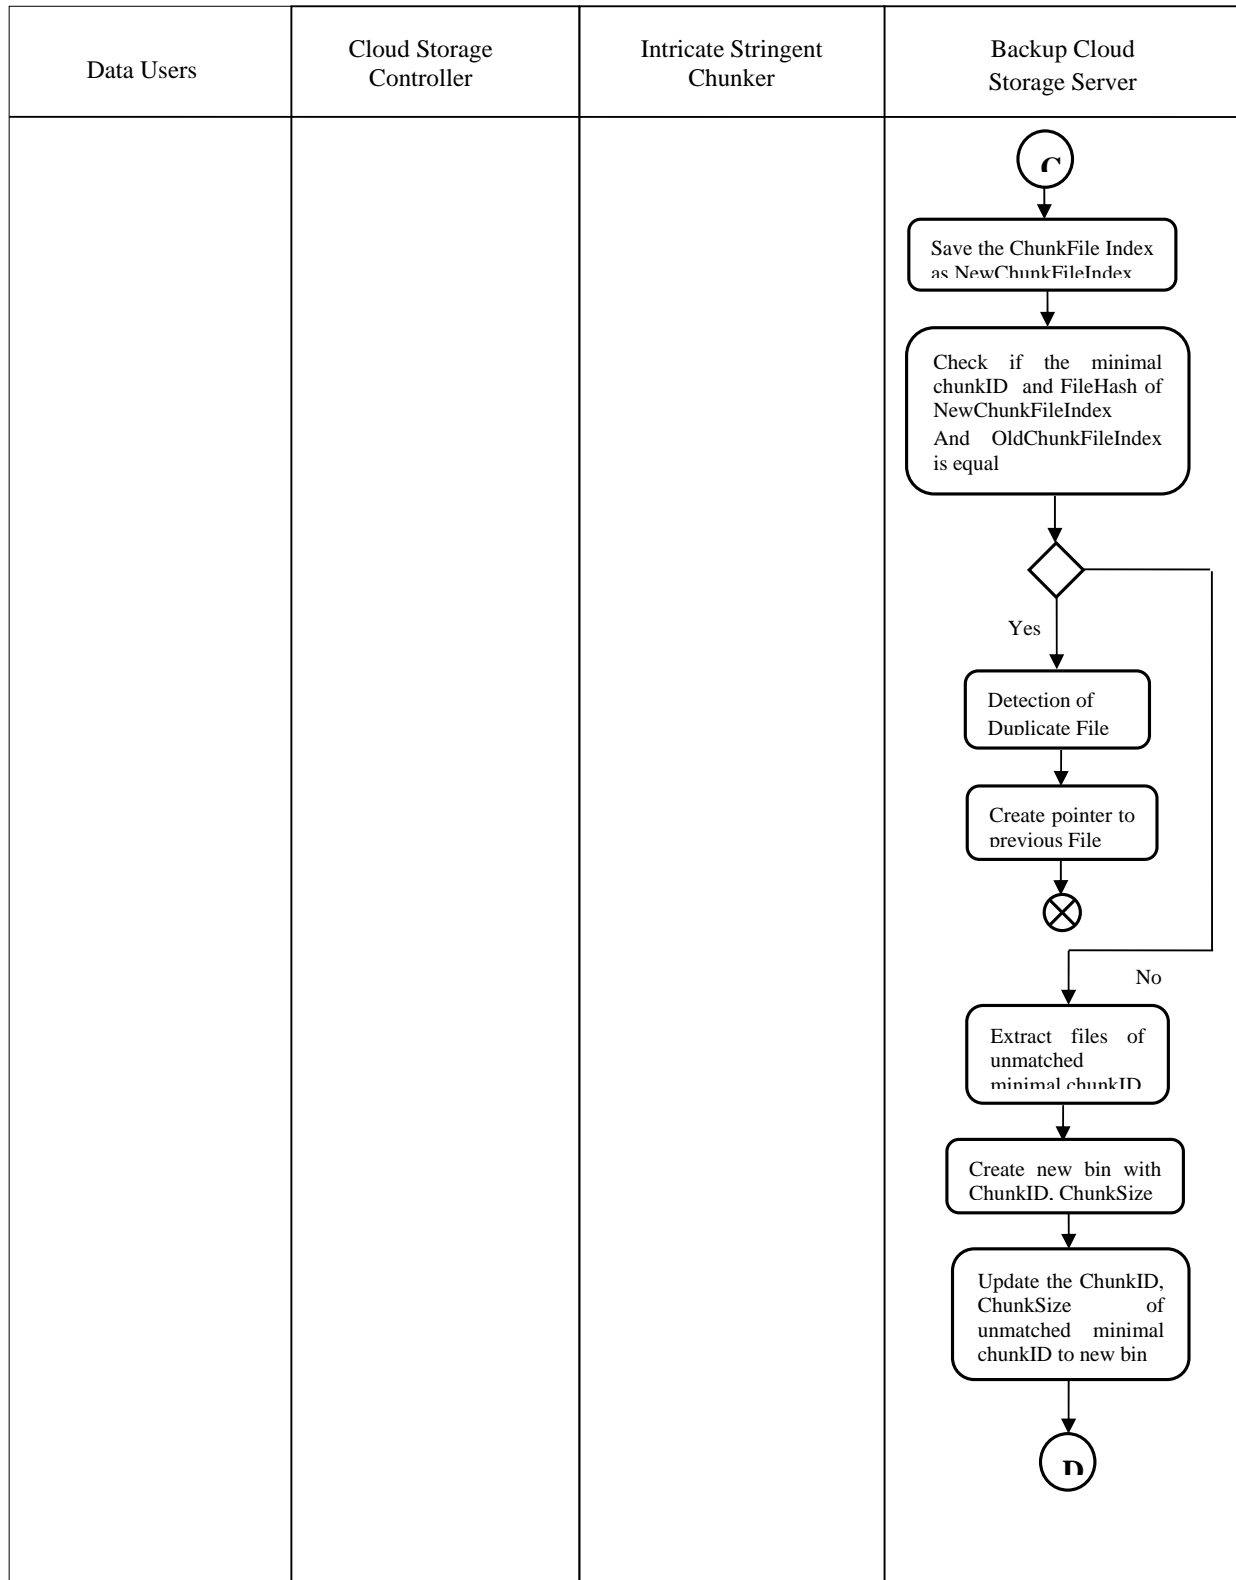 Data Users
Cloud Storage
Controller
Intricate Stringent
Chunker
Backup Cloud
Storage Server
C
Save the ChunkFile Index
as NewChunkFileIndex
Check if the minimal
chunkID and FileHash of
NewChunkFileIndex
And OldChunkFileIndex
is equal
Yes
Detection of
Duplicate File
Create pointer to
previous File
No
Extract files of
unmatched
minimal chunkID
Create new bin with
ChunkID, ChunkSize
Update the ChunkID,
ChunkSize of
unmatched minimal
chunkID to new bin
D